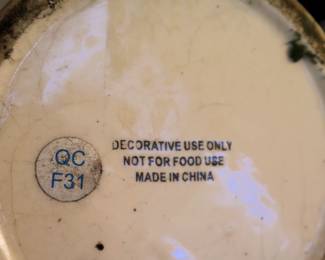 QC
F31
DECORATIVE USE ONLY
NOT FOR FOOD USE
MADE IN CHINA